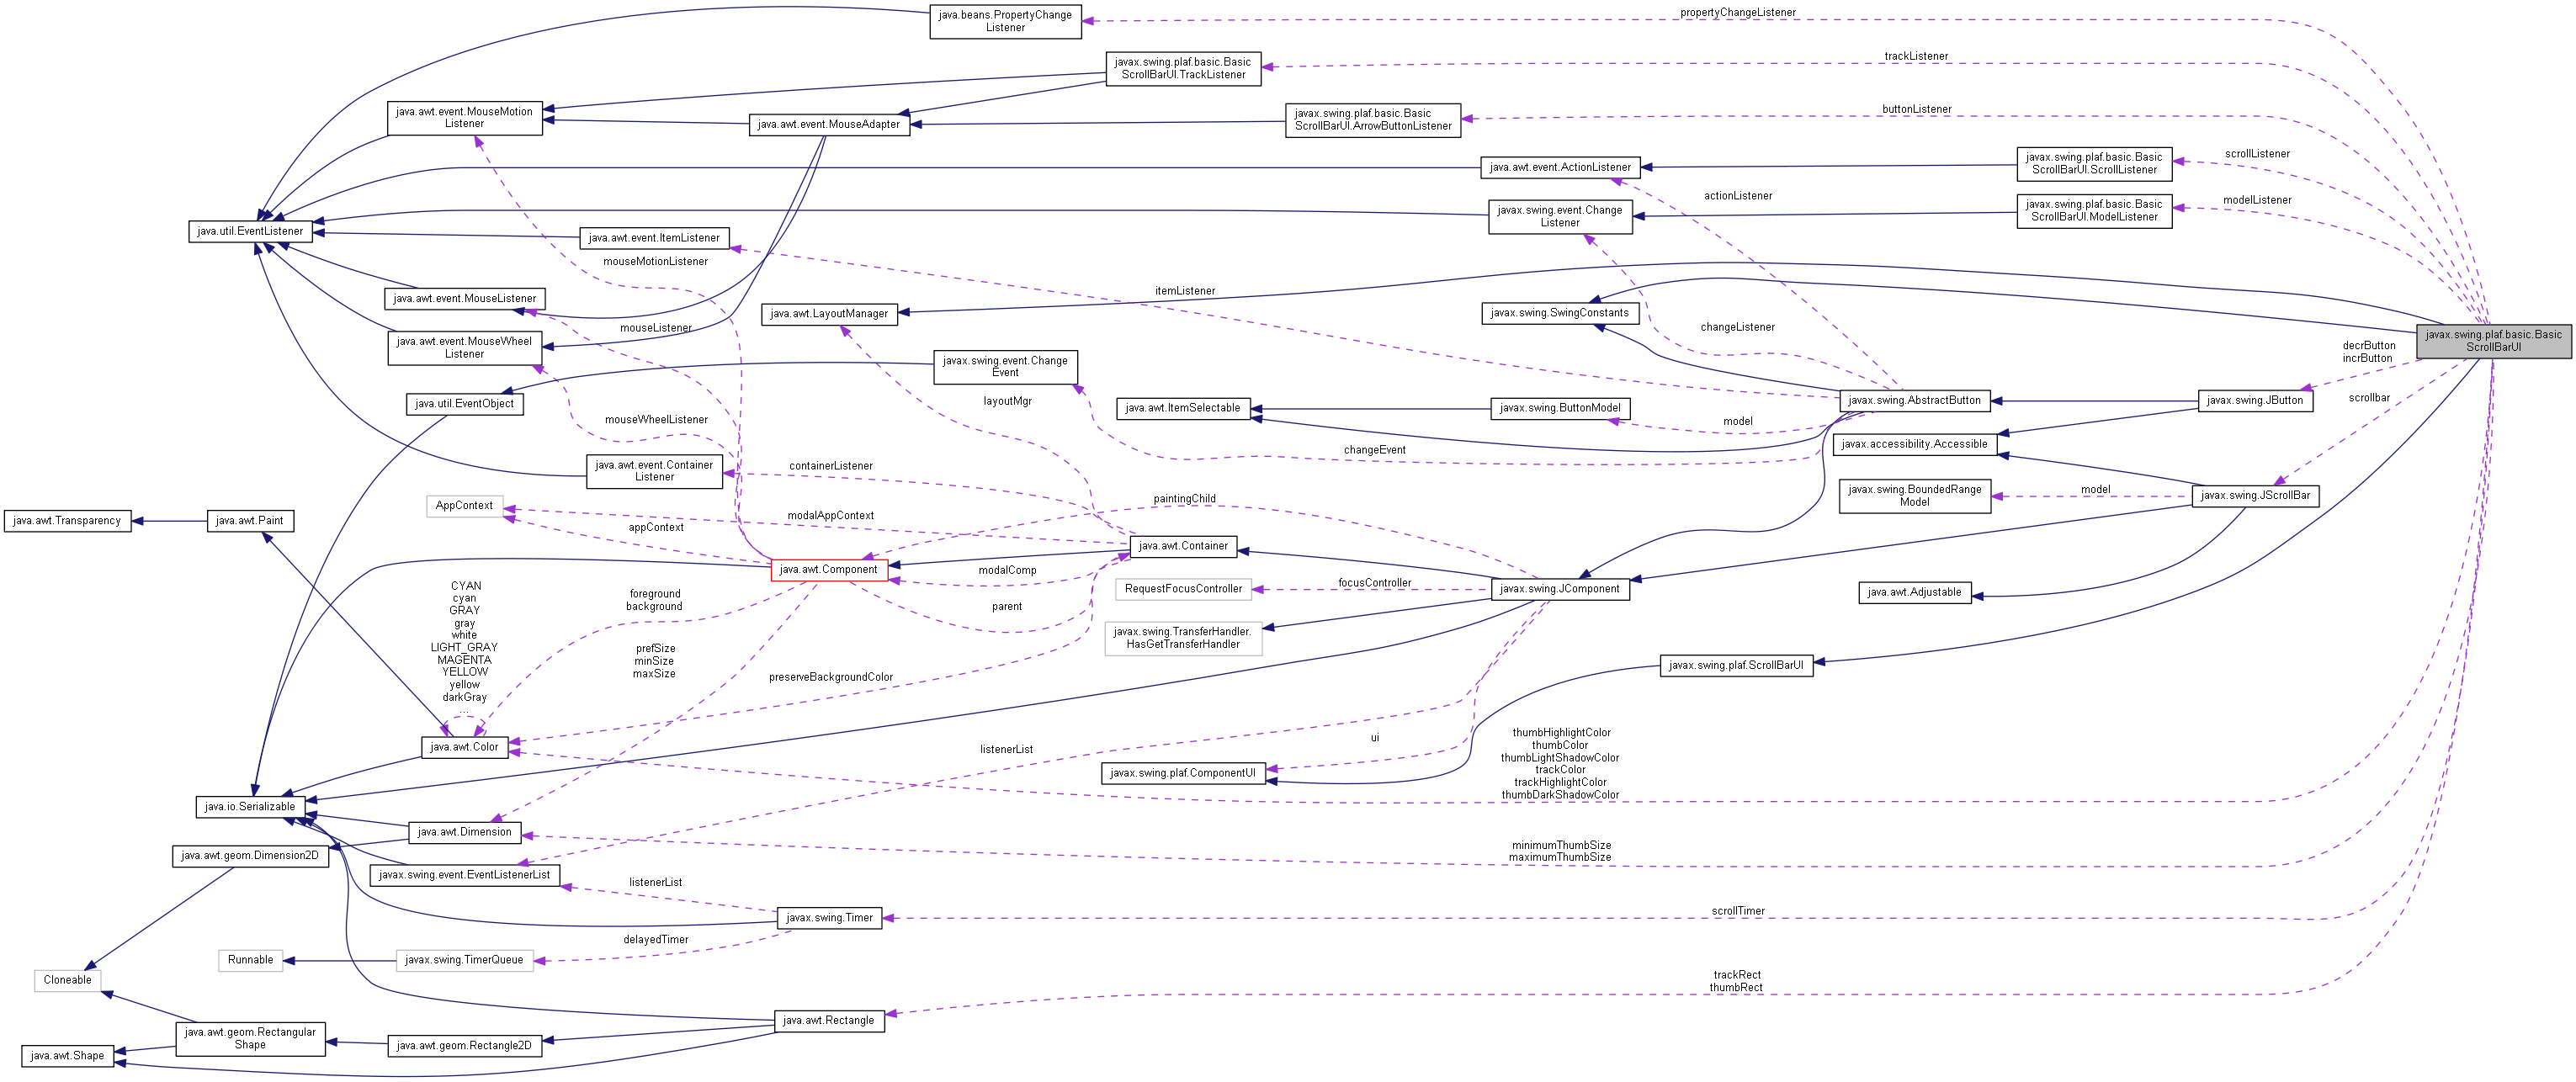 propertyChangeListener
java.beans.PropertyChange
Listener
trackListener
javax.swing.plaf.basic.Basic
ScrollBarUI.TrackListener
buttonListener
java.awt.event.MouseMotion
Listener
java.awt.event.MouseAdapter
javax.swing.plaf.basic.Basic
ScrollBarUI.ArrowButtonListener
scrollListener
java.awt.event.ActionListener
javax.swing.plaf.basic.Basic
ScrollBarUI.ScrollListener
actionListener
modelListener
javax.swing.event.Change
Listener
javax.swing.plaf.basic.Basic
ScrollBarUI.ModelListener
java.util.EventListener
java.awt.event.ItemListener
mouseMotionListener
itemListener
java.awt.event.MouseListener
java.awt.LayoutManager
javax.swing.SwingConstants
mouseListener
changeListener
java.awt.event.MouseWheel
Listener
javax.swing.plaf.basic.Basic
ScrollBarUI
decrButton
incrButton
javax.swing.event.Change
Event
java.util.EventObject
layoutMgr
java.awt.ItemSelectable
javax.swing.ButtonModel
javax.swing.AbstractButton
javax.swing.JButton
scrollbar
mouseWheelListener
model
javax.accessibility.Accessible
changeEvent
java.awt.event.Container
Listener
containerListener
paintingChild
javax.swing.BoundedRange
Model
model
javax.swing.JScrollBar
AppContext
modalAppContext
appContext
java.awt.Transparency
java.awt.Paint
java.awt.Container
java.awt.Component
modalComp
focusController
RequestFocusController
javax.swing.JComponent
java.awt.Adjustable
CYAN
cyan
GRAY
gray
white
LIGHT_GRAY
MAGENTA
YELLOW
yellow
darkGray
...
foreground
background
parent
javax.swing.TransferHandler.
HasGetTransferHandler
prefSize
minSize
maxSize
preserveBackgroundColor
javax.swing.plaf.ScrollBarUI
java.awt.Color
listenerList
ui
thumbHighlightColor
thumbColor
thumbLightShadowColor
trackColor
trackHighlightColor
thumbDarkShadowColor
javax.swing.plaf.ComponentUI
java.io.Serializable
java.awt.Dimension
minimumThumbSize
maximumThumbSize
java.awt.geom.Dimension2D
javax.swing.event.EventListenerList
listenerList
javax.swing.Timer
scrollTimer
delayedTimer
Runnable
javax.swing.TimerQueue
Cloneable
trackRect
thumbRect
java.awt.Rectangle
java.awt.geom.Rectangular
Shape
java.awt.geom.Rectangle2D
java.awt.Shape